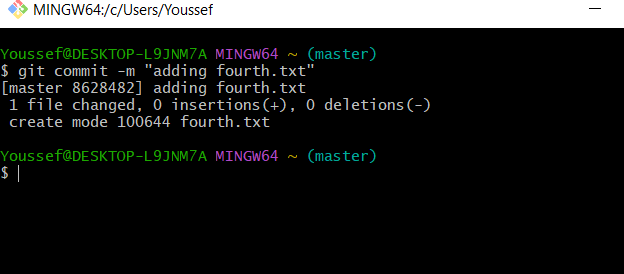 MINGW64:/c/Users/Youssef
Youssef@DESKTOP-L9JNM7A MINGW64 ~ (master)
$ git commit -m "adding fourth.txt"
[master 8628482] adding fourth.txt
 1 file changed, 0 insertions(+), 0 deletions(-)
 create mode 100644 fourth.txt
Youssef@DESKTOP-L9JNM7A MINGW64 ~ (master)
$